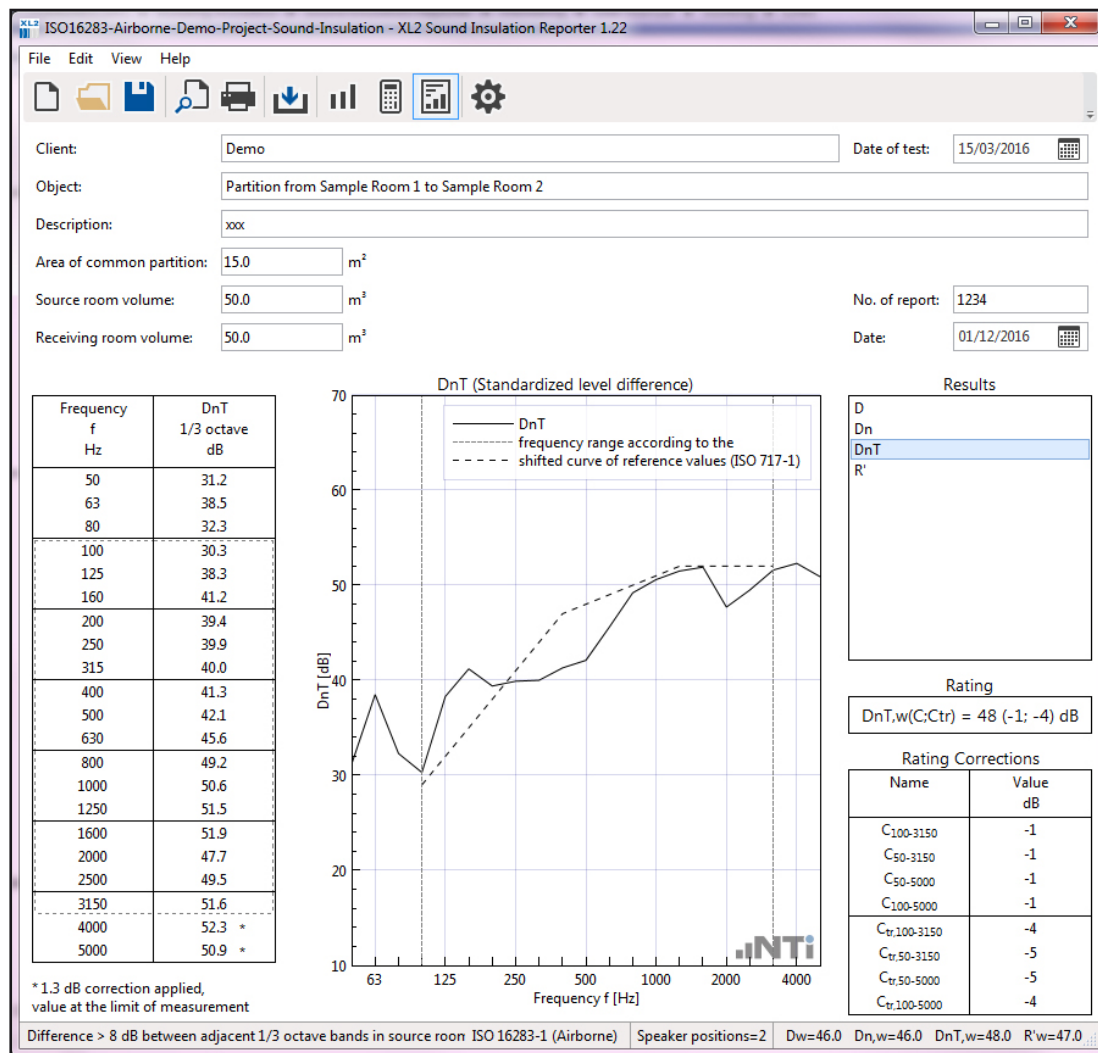 XL2 ISO16283-Airborne-Demo-Project-Sound-Insulation - XL2 Sound Insulation Reporter 1.22
File Edit View Help
Client: Demo Date of test: 15/03/2016
Object: Partition from Sample Room 1 to Sample Room 2
Description: xxx
Area of common partition: 15.0 m²
Source room volume: 50.0 m³ No. of report: 1234
Receiving room volume: 50.0 m³ Date: 01/12/2016
Frequency DnT
f 1/3 octave
Hz dB
50 31.2
63 38.5
80 32.3
100 30.3
125 38.3
160 41.2
200 39.4
250 39.9
315 40.0
400 41.3
500 42.1
630 45.6
800 49.2
1000 50.6
1250 51.5
1600 51.9
2000 47.7
2500 49.5
3150 51.6
4000 52.3 *
5000 50.9 *
* 1.3 dB correction applied,
value at the limit of measurement
DnT (Standardized level difference)
DnT
frequency range according to the
shifted curve of reference values (ISO 717-1)
70
60
50
40
30
20
10
DnT [dB]
63 125 250 500 1000 2000 4000
Frequency f [Hz]
NTi
Results
D
Dn
DnT
R'
Rating
DnT,w(C;Ctr) = 48 (-1; -4) dB
Rating Corrections
Name Value
dB
C100-3150 -1
C50-3150 -1
C50-5000 -1
C100-5000 -1
Ctr,100-3150 -4
Ctr,50-3150 -5
Ctr,50-5000 -5
Ctr,100-5000 -4
Difference > 8 dB between adjacent 1/3 octave bands in source room ISO 16283-1 (Airborne) Speaker positions=2 Dw=46.0 Dn,w=46.0 DnT,w=48.0 R'w=47.0